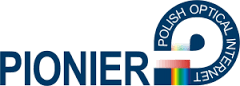 PIONIER
POLISH OPTICAL INTERNET